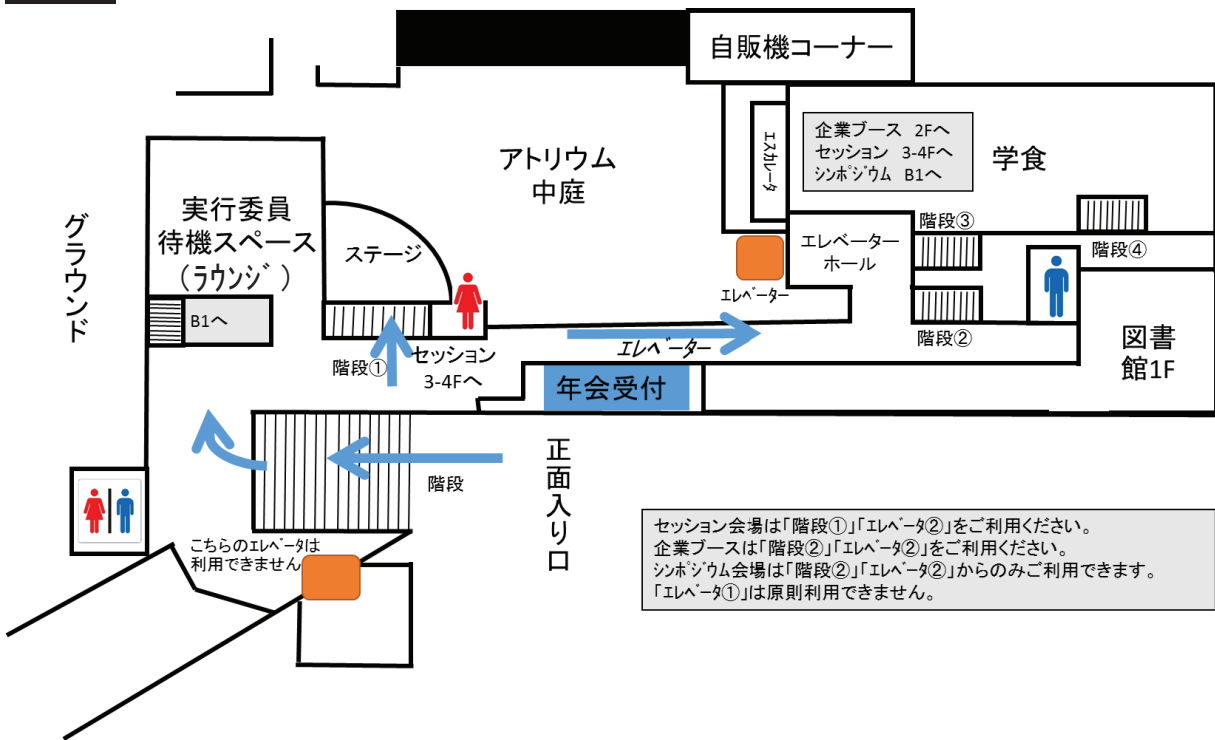 自販機コーナー
アトリウム
中庭
エスカレータ
企業ブース 2Fへ
セッション 3-4Fへ
シンポジウム B1へ
学食
グラウンド
実行委員
待機スペース
（ラウンジ）
ステージ
階段③
エレベーター
ホール
階段④
エレベーター
B1へ
階段②
図書
館1F
階段①
セッション
3-4Fへ
エレベーター
年会受付
正面入り口
階段
こちらのエレベータは
利用できません
セッション会場は「階段①」「エレベータ②」をご利用ください。
企業ブースは「階段②」「エレベータ②」をご利用ください。
シンポジウム会場は「階段②」「エレベータ②」からのみご利用できます。
「エレベータ①」は原則利用できません。